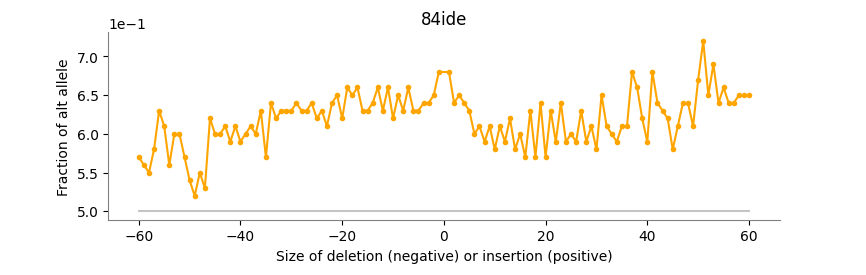 84ide
1e−1
7.0
6.5
6.0
5.5
5.0
Fraction of alt allele
−60 −40 −20 0 20 40 60
Size of deletion (negative) or insertion (positive)